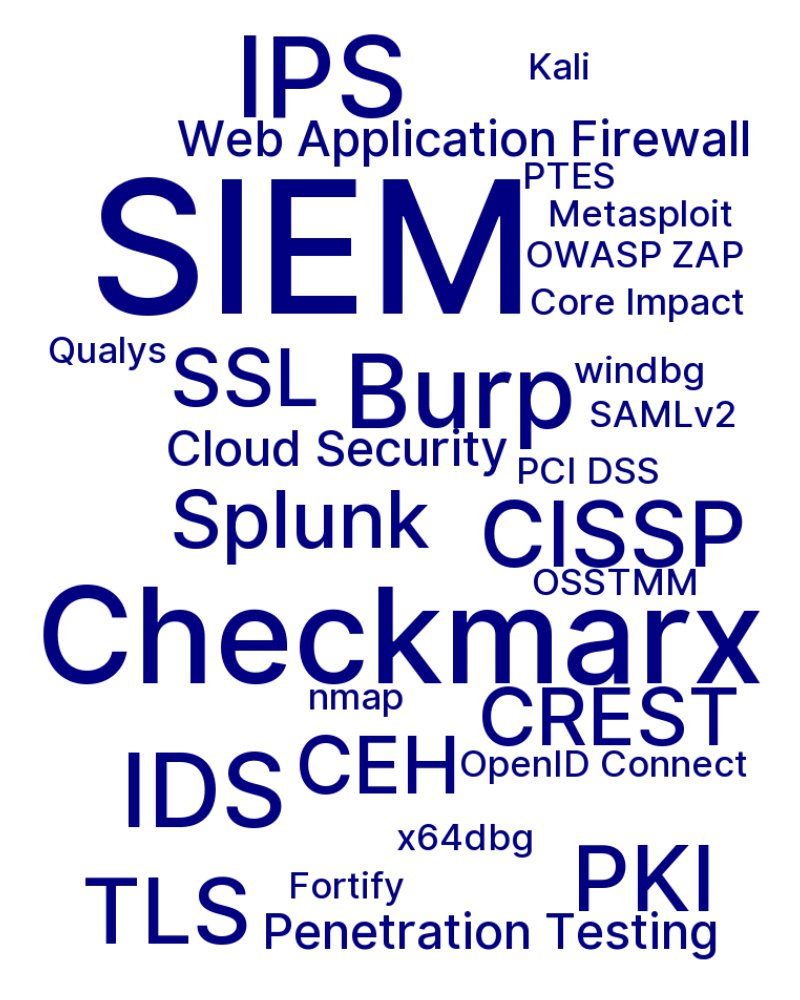 IPS
Kali
Web Application Firewall
SIEM
PTES
Metasploit
OWASP ZAP
Core Impact
Qualys
SSL
Burp
windbg
SAMLv2
Cloud Security
PCI DSS
Splunk
CISSP
OSSTMM
Checkmarx
nmap
CREST
IDS
CEH
OpenID Connect
x64dbg
PKI
TLS
Fortify
Penetration Testing